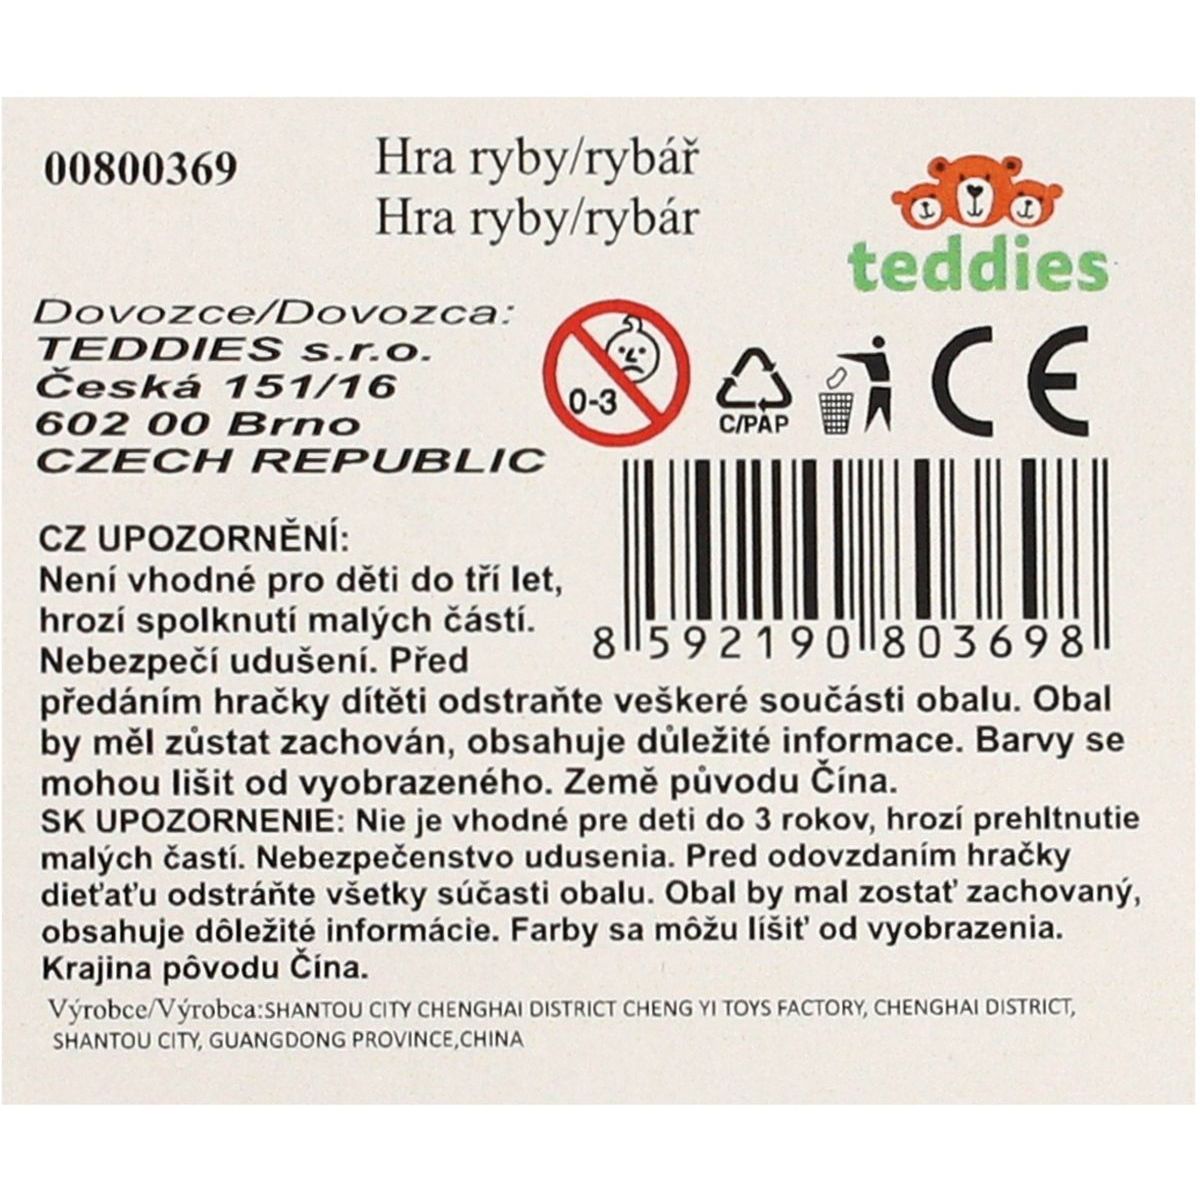 00800369
Hra ryby/rybář
Hra ryby/rybár
teddies
Dovozce/Dovozca:
TEDDIES s.r.o.
Česká 151/16
602 00 Brno
CZECH REPUBLIC
0-3
C/PAP
CE
8 592190 803698
CZ UPOZORNĚNÍ:
Není vhodné pro děti do tří let,
hrozí spolknutí malých částí.
Nebezpečí udušení. Před
předáním hračky dítěti odstraňte veškeré součásti obalu. Obal
by měl zůstat zachován, obsahuje důležité informace. Barvy se
mohou lišit od vyobrazeného. Země původu Čína.
SK UPOZORNENIE: Nie je vhodné pre deti do 3 rokov, hrozí prehltnutie
malých častí. Nebezpečenstvo udusenia. Pred odovzdaním hračky
dieťaťu odstráňte všetky súčasti obalu. Obal by mal zostať zachovaný,
obsahuje dôležité informácie. Farby sa môžu líšiť od vyobrazenia.
Krajina pôvodu Čína.
Výrobce/Výrobca:SHANTOU CITY CHENGHAI DISTRICT CHENG YI TOYS FACTORY, CHENGHAI DISTRICT,
SHANTOU CITY, GUANGDONG PROVINCE,CHINA